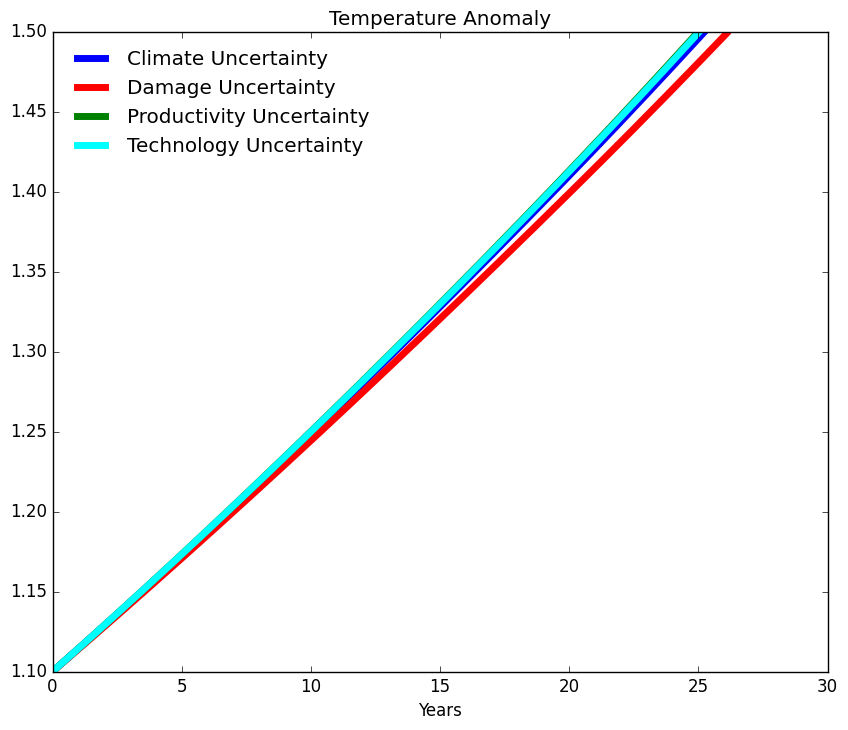 Temperature Anomaly
1.50
1.45
1.40
1.35
1.30
1.25
1.20
1.15
1.10
Climate Uncertainty
Damage Uncertainty
Productivity Uncertainty
Technology Uncertainty
0 5 10 15 20 25 30
Years